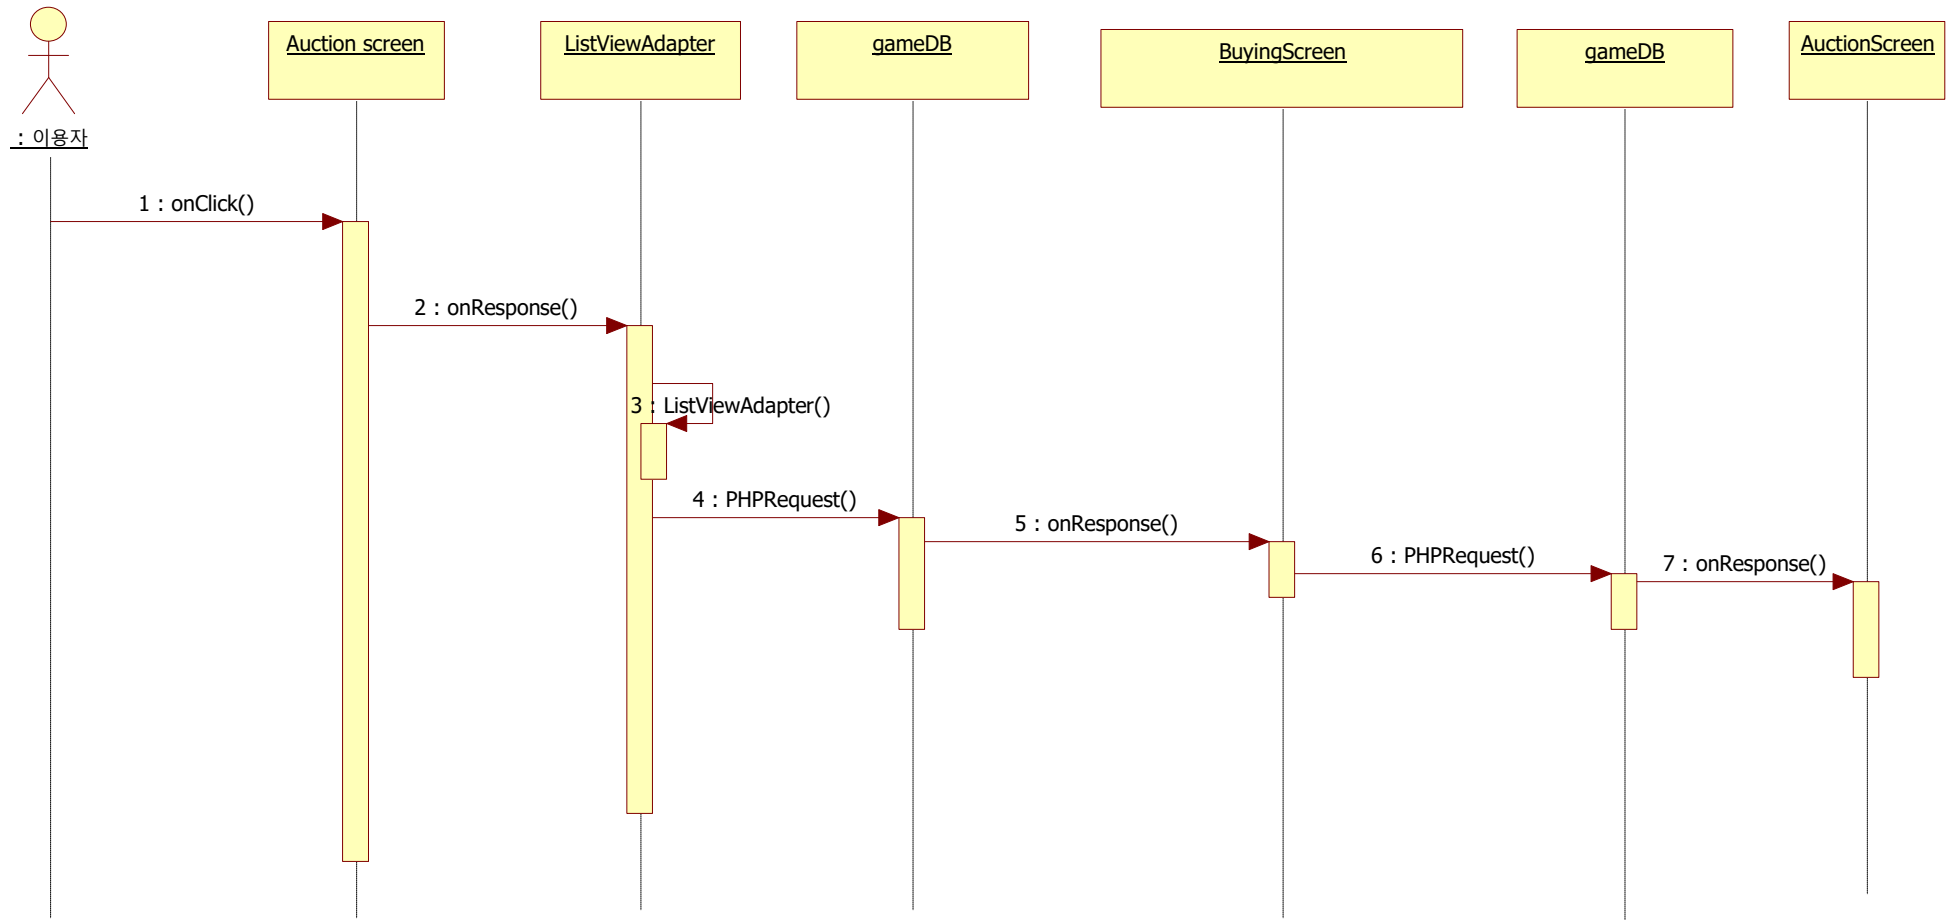 Auction screen
ListViewAdapter
gameDB
BuyingScreen
gameDB
AuctionScreen
: 이용자
1 : onClick()
2 : onResponse()
3 : ListViewAdapter()
4 : PHPRequest()
5 : onResponse()
6 : PHPRequest()
7 : onResponse()